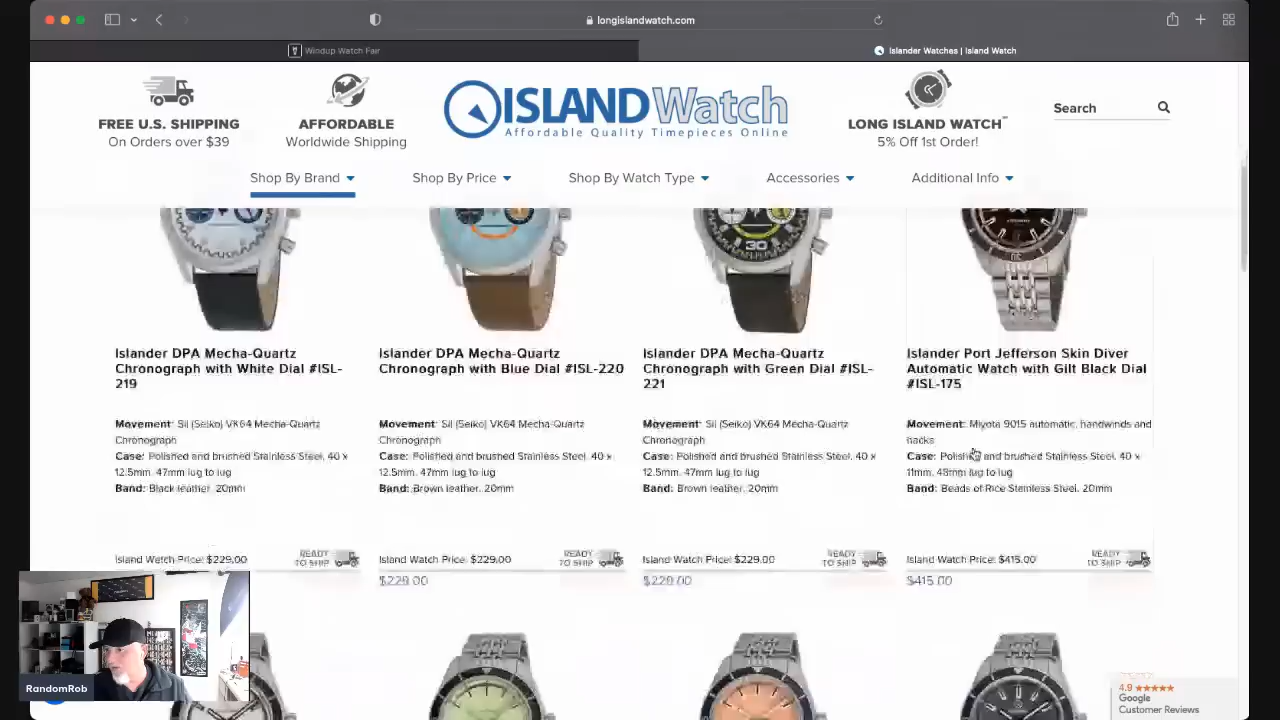 longislandwatch.com
Windup Watch Fair
Islander Watches | Island Watch
FREE U.S. SHIPPING
On Orders over $39
AFFORDABLE
Worldwide Shipping
ISLANDWatch
Affordable Quality Timepieces Online
LONG ISLAND WATCH™
5% Off 1st Order!
Search
Shop By Brand
Shop By Price
Shop By Watch Type
Accessories
Additional Info
30
Islander DPA Mecha-Quartz
Chronograph with White Dial #ISL-
219
Movement: SII (Seiko) VK64 Mecha-Quartz
Chronograph
Case: Polished and brushed Stainless Steel. 40 x
12.5mm. 47mm lug to lug
Band: Black leather. 20mm
Island Watch Price: $229.00
READY
TO SHIP
Islander DPA Mecha-Quartz
Chronograph with Blue Dial #ISL-220
Movement: SII (Seiko) VK64 Mecha-Quartz
Chronograph
Case: Polished and brushed Stainless Steel. 40 x
12.5mm. 47mm lug to lug
Band: Brown leather. 20mm
Island Watch Price: $229.00
READY
TO SHIP
$229.00
Islander DPA Mecha-Quartz
Chronograph with Green Dial #ISL-
221
Movement: SII (Seiko) VK64 Mecha-Quartz
Chronograph
Case: Polished and brushed Stainless Steel. 40 x
12.5mm. 47mm lug to lug
Band: Brown leather. 20mm
Island Watch Price: $229.00
READY
TO SHIP
$229.00
Islander Port Jefferson Skin Diver
Automatic Watch with Gilt Black Dial
#ISL-175
Movement: Miyota 9015 automatic, handwinds and
hacks
Case: Polished and brushed Stainless Steel. 40 x
11mm. 48mm lug to lug
Band: Beads of Rice Stainless Steel. 20mm
Island Watch Price: $415.00
READY
TO SHIP
$415.00
RandomRob
4.9 ★★★★★
Google
Customer Reviews